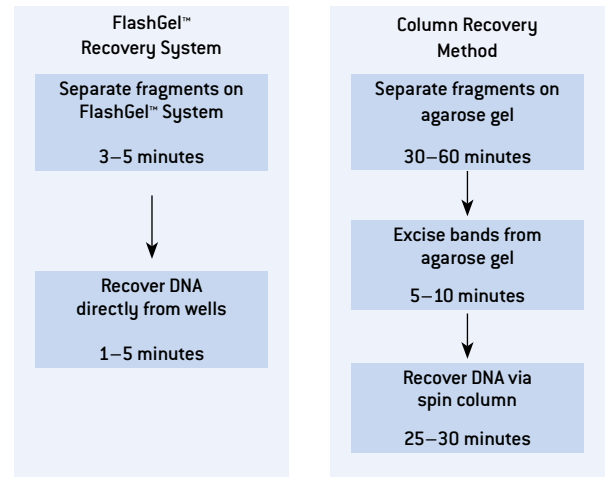 FlashGel™
Recovery System
Separate fragments on
FlashGel™ System
3–5 minutes
Recover DNA
directly from wells
1–5 minutes
Column Recovery
Method
Separate fragments on
agarose gel
30–60 minutes
Excise bands from
agarose gel
5–10 minutes
Recover DNA via
spin column
25–30 minutes